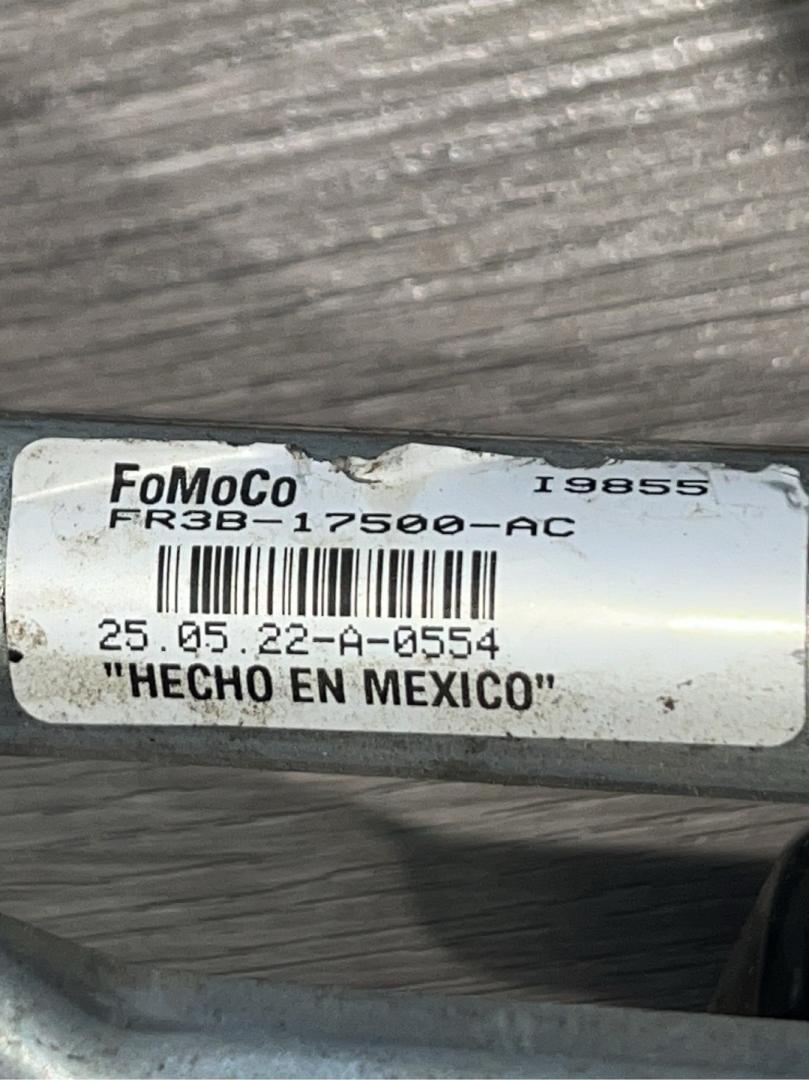 FoMoCo I9855
FR3B-17500-AC
25.05.22-A-0554
"HECHO EN MEXICO"